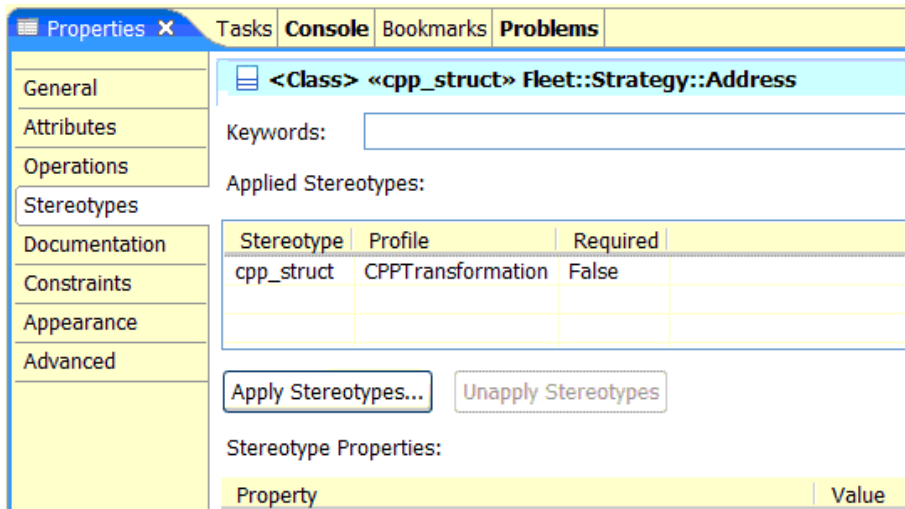 Properties Tasks Console Bookmarks Problems
<Class> «cpp_struct» Fleet::Strategy::Address
General
Attributes
Operations
Stereotypes
Documentation
Constraints
Appearance
Advanced
Keywords:
Applied Stereotypes:
Stereotype Profile Required
cpp_struct CPPTransformation False
Apply Stereotypes... Unapply Stereotypes
Stereotype Properties:
Property Value